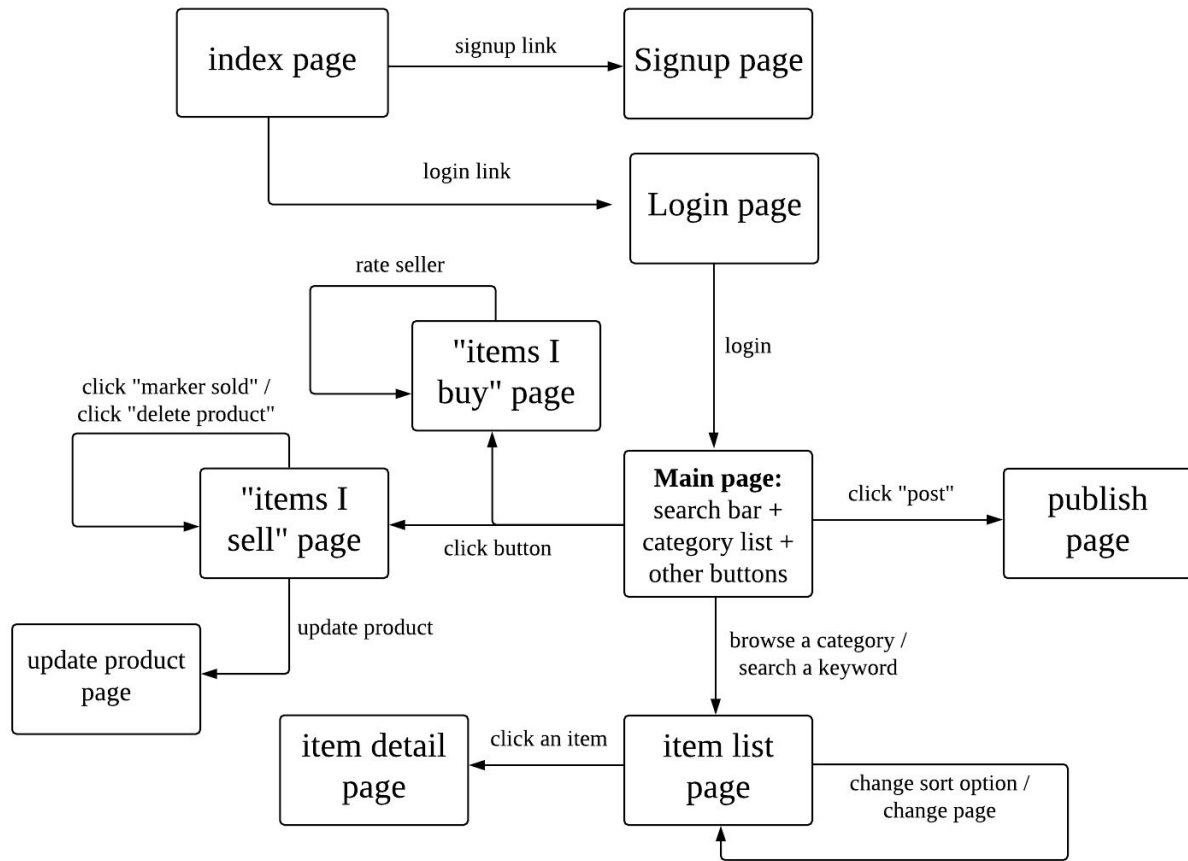 index page
signup link
Signup page
login link
Login page
rate seller
login
"items I
buy" page
click "marker sold" /
click "delete product"
"items I
sell" page
click button
Main page:
search bar +
category list +
other buttons
click "post"
publish
page
update product
update product
page
browse a category /
search a keyword
item detail
page
click an item
item list
page
change sort option /
change page